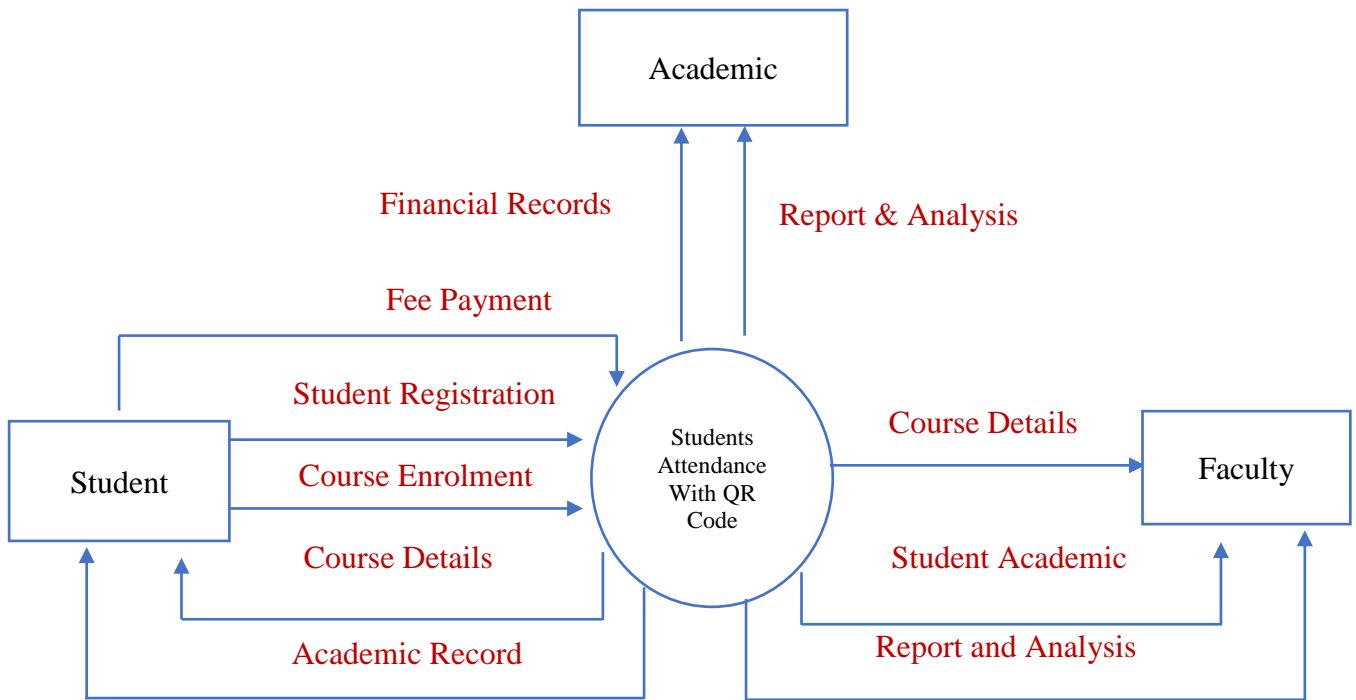 Academic
Financial Records
Report & Analysis
Fee Payment
Student Registration
Student
Course Enrolment
Course Details
Academic Record
Students
Attendance
With QR
Code
Course Details
Faculty
Student Academic
Report and Analysis